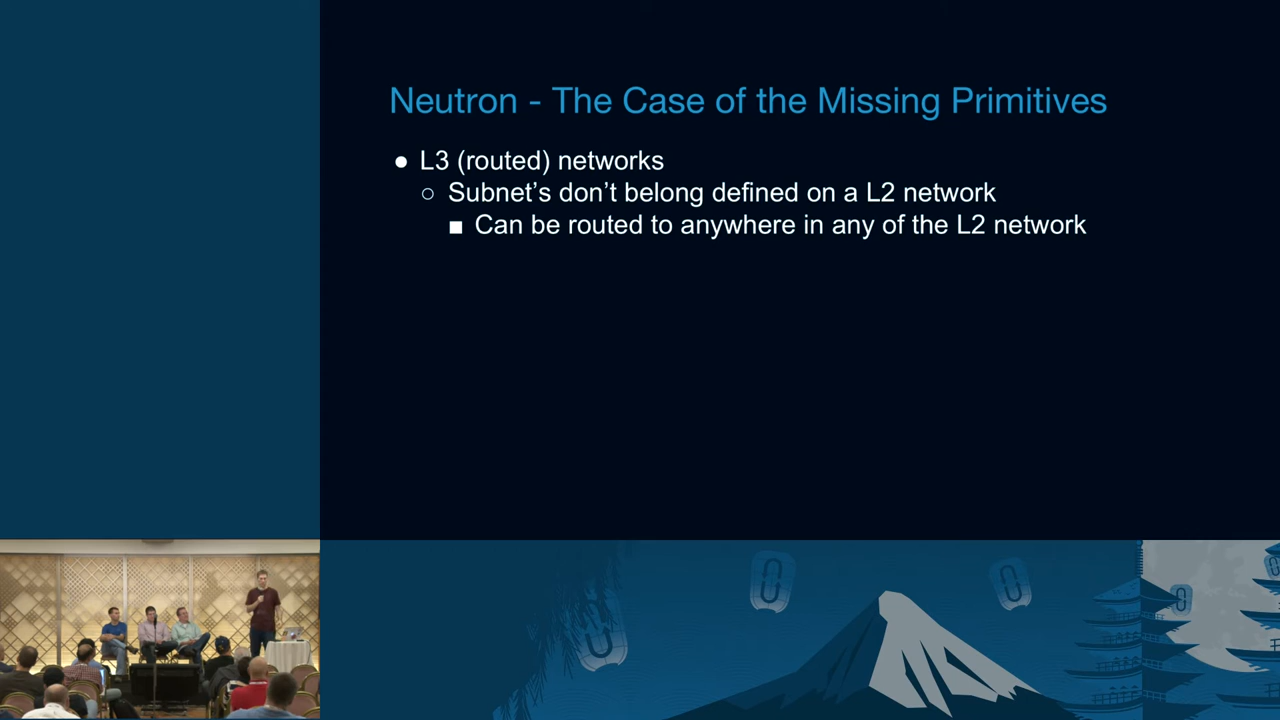 Neutron - The Case of the Missing Primitives
● L3 (routed) networks
○ Subnet’s don’t belong defined on a L2 network
■ Can be routed to anywhere in any of the L2 network